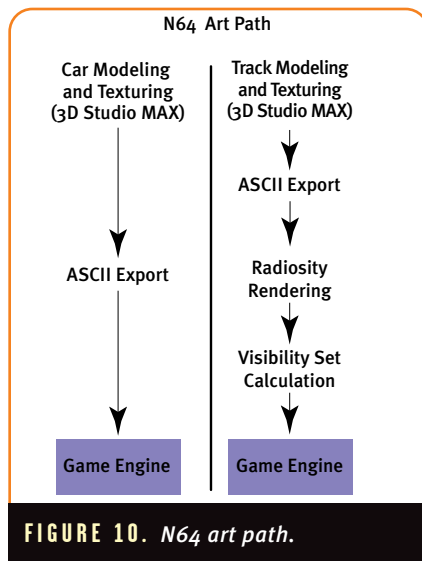 N64 Art Path
Car Modeling
and Texturing
(3D Studio MAX)
ASCII Export
Game Engine
Track Modeling
and Texturing
(3D Studio MAX)
ASCII Export
Radiosity
Rendering
Visibility Set
Calculation
Game Engine
FIGURE 10. N64 art path.